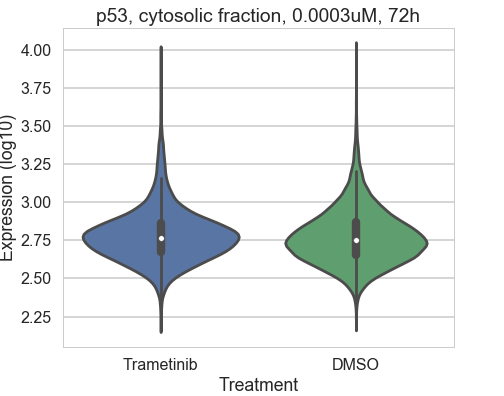 p53, cytosolic fraction, 0.0003uM, 72h
Expression (log10)
4.00
3.75
3.50
3.25
3.00
2.75
2.50
2.25
Trametinib
DMSO
Treatment